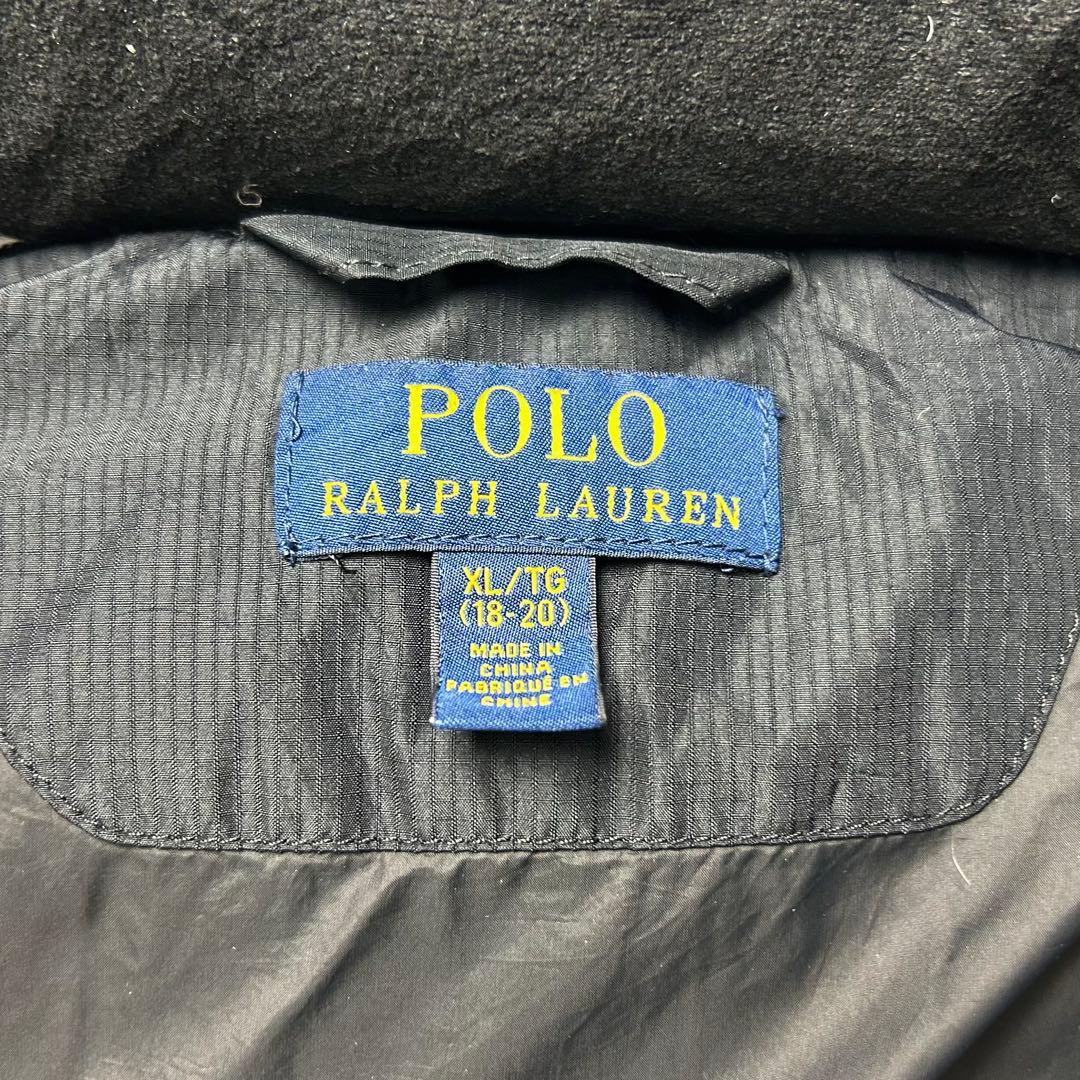 POLO
RALPH LAUREN
XL/TG
(18-20)
MADE IN
CHINA
FABRIQUÉ EN
CHINE